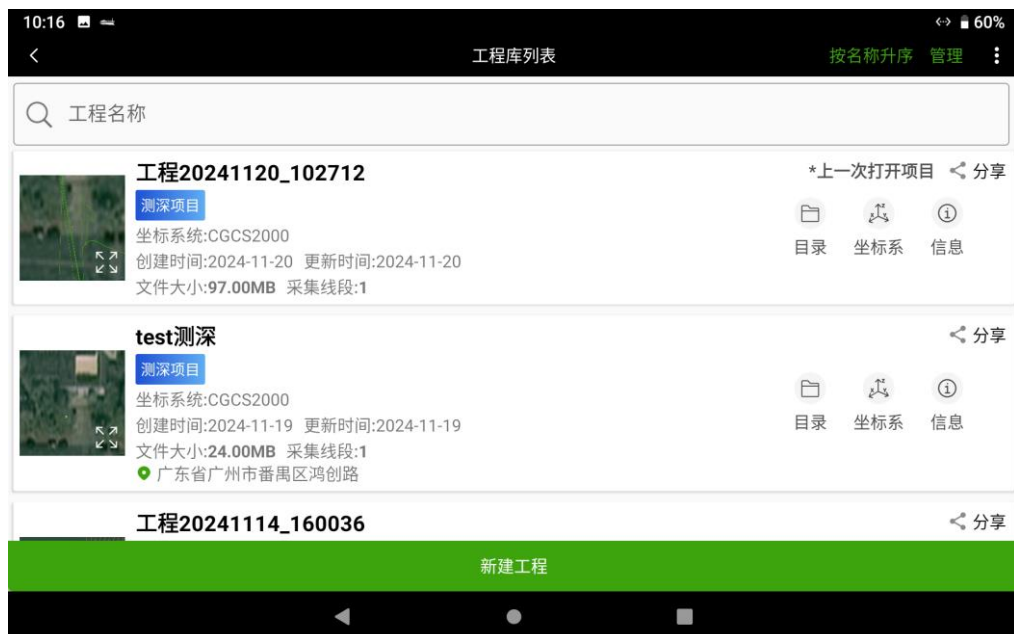 10:16 60%
工程库列表 按名称升序 管理
工程名称
工程20241120_102712 *上一次打开项目 分享
测深项目
坐标系统:CGCS2000
创建时间:2024-11-20 更新时间:2024-11-20
文件大小:97.00MB 采集线段:1
目录 坐标系 信息
test测深 分享
测深项目
坐标系统:CGCS2000
创建时间:2024-11-19 更新时间:2024-11-19
文件大小:24.00MB 采集线段:1
广东省广州市番禺区鸿创路
目录 坐标系 信息
工程20241114_160036 分享
新建工程